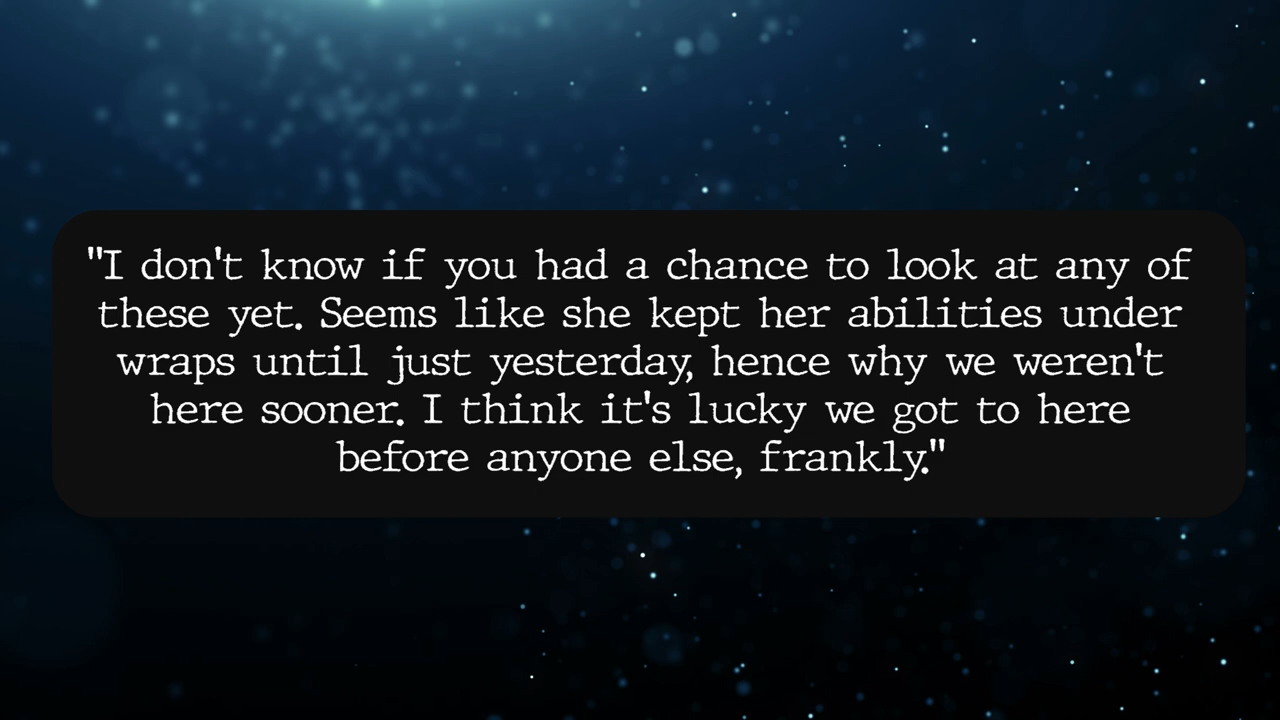 "I don't know if you had a chance to look at any of
these yet. Seems like she kept her abilities under
wraps until just yesterday, hence why we weren't
here sooner. I think it's lucky we got to here
before anyone else, frankly."